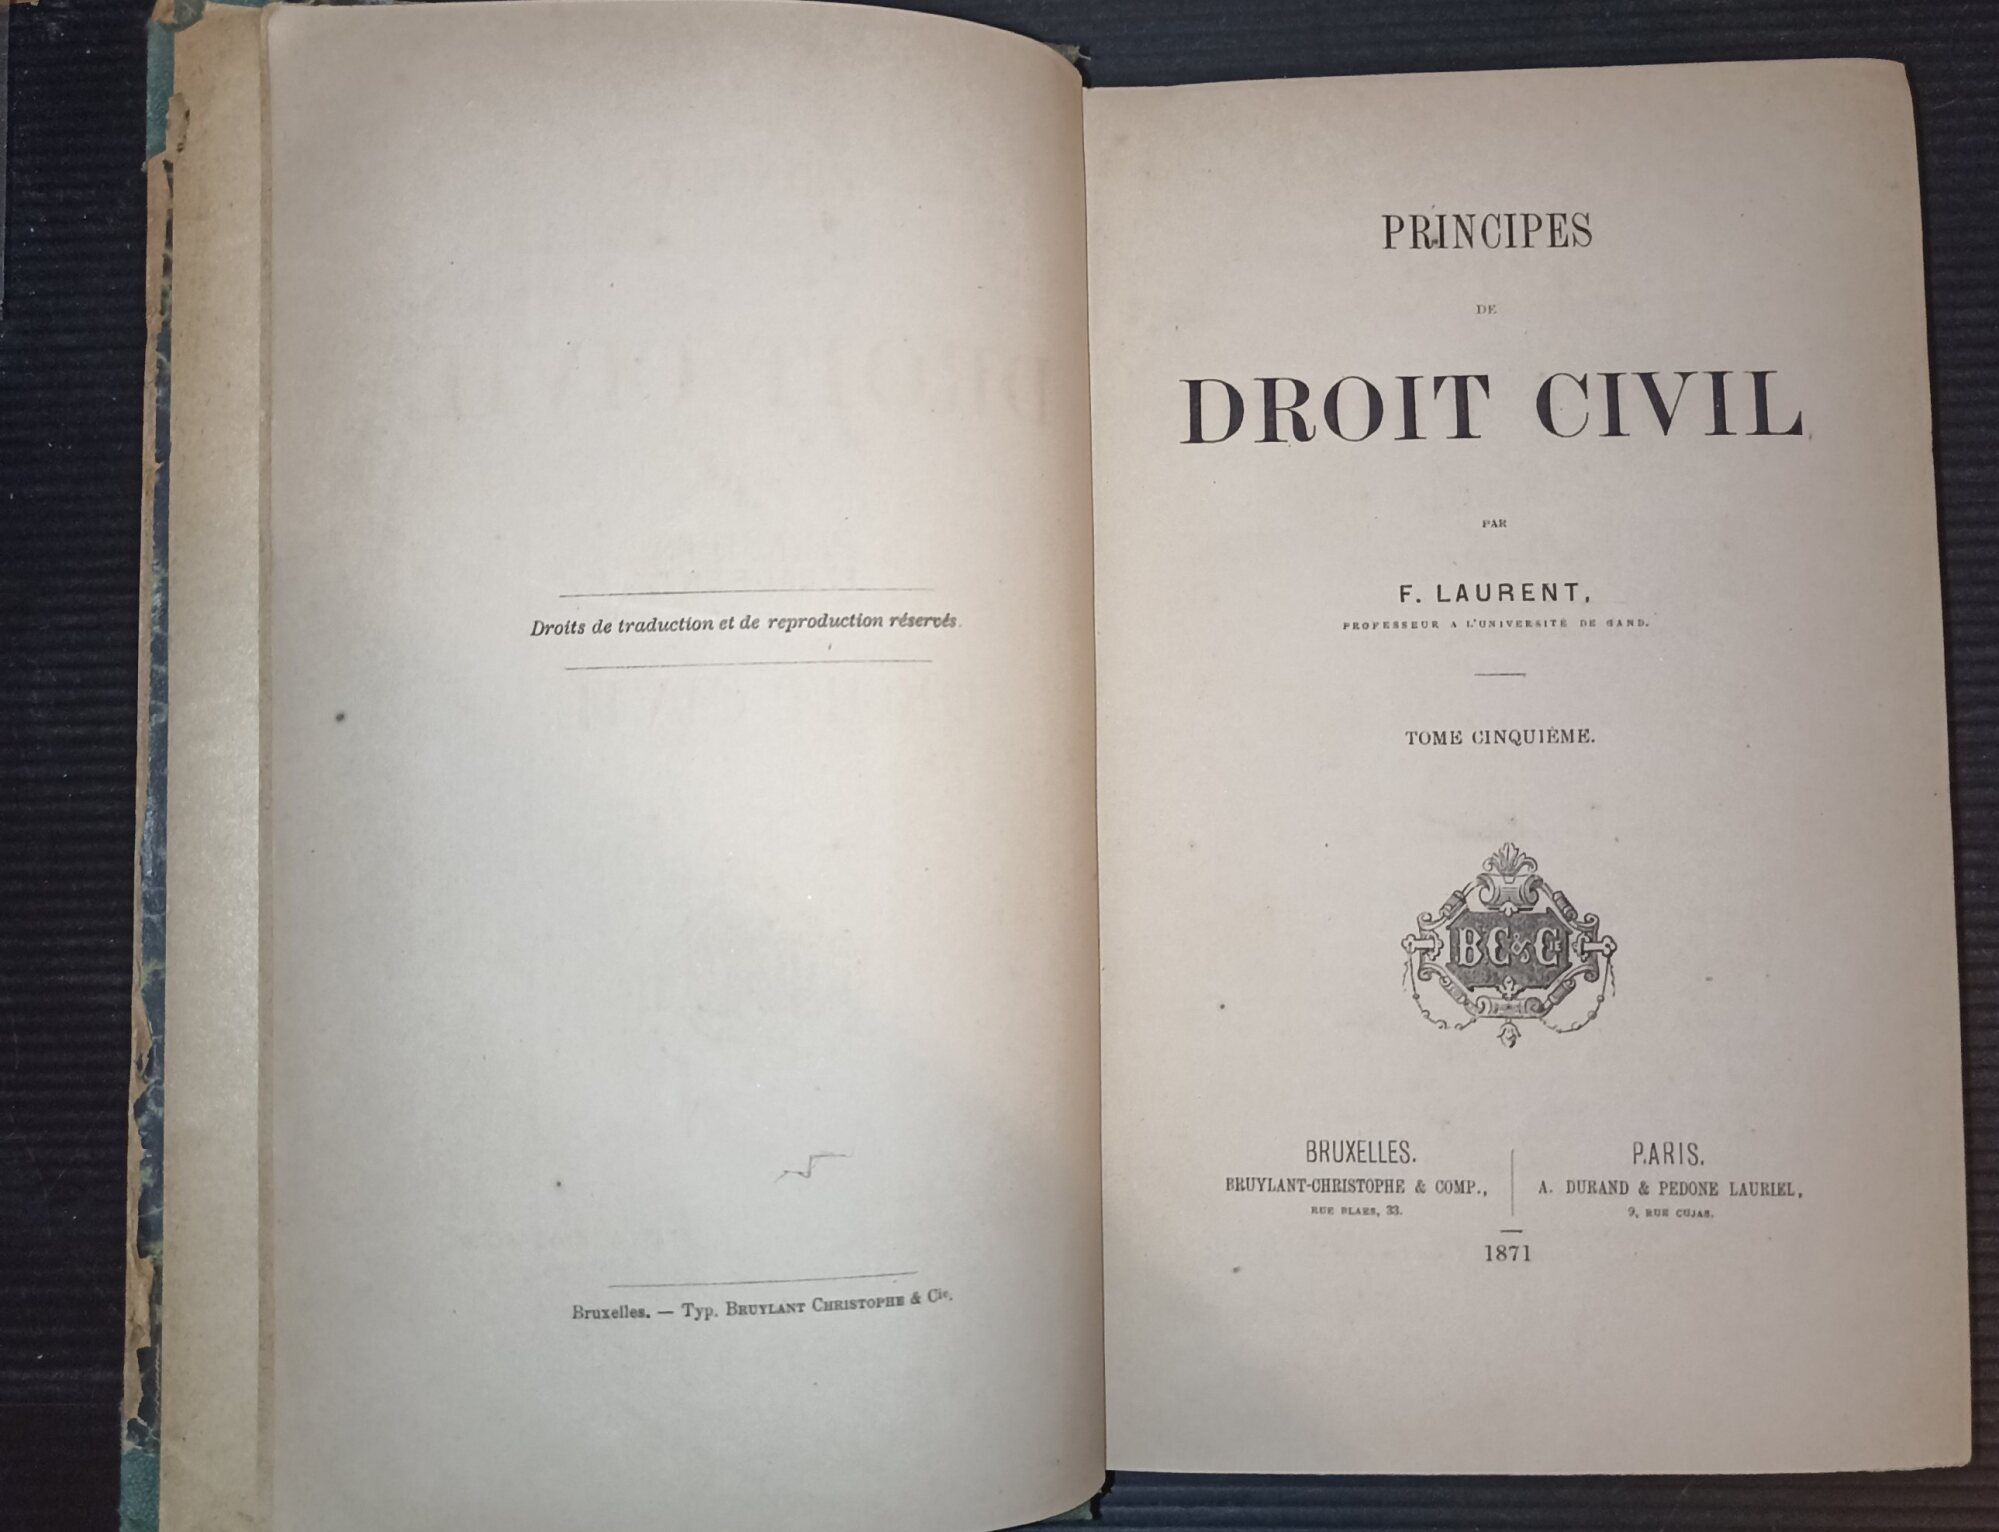 Droits de traduction et de reproduction réservés.
Bruxelles. — Typ. BRUYLANT CHRISTOPHE & Cie.
PRINCIPES
DE
DROIT CIVIL
PAR
F. LAURENT,
PROFESSEUR A L'UNIVERSITÉ DE GAND.
TOME CINQUIÈME.
BC & CIE
BRUXELLES.
BRUYLANT-CHRISTOPHE & COMP.,
RUE BLAES, 33.
PARIS.
A. DURAND & PEDONE LAURIEL,
9, RUE CUJAS.
1871